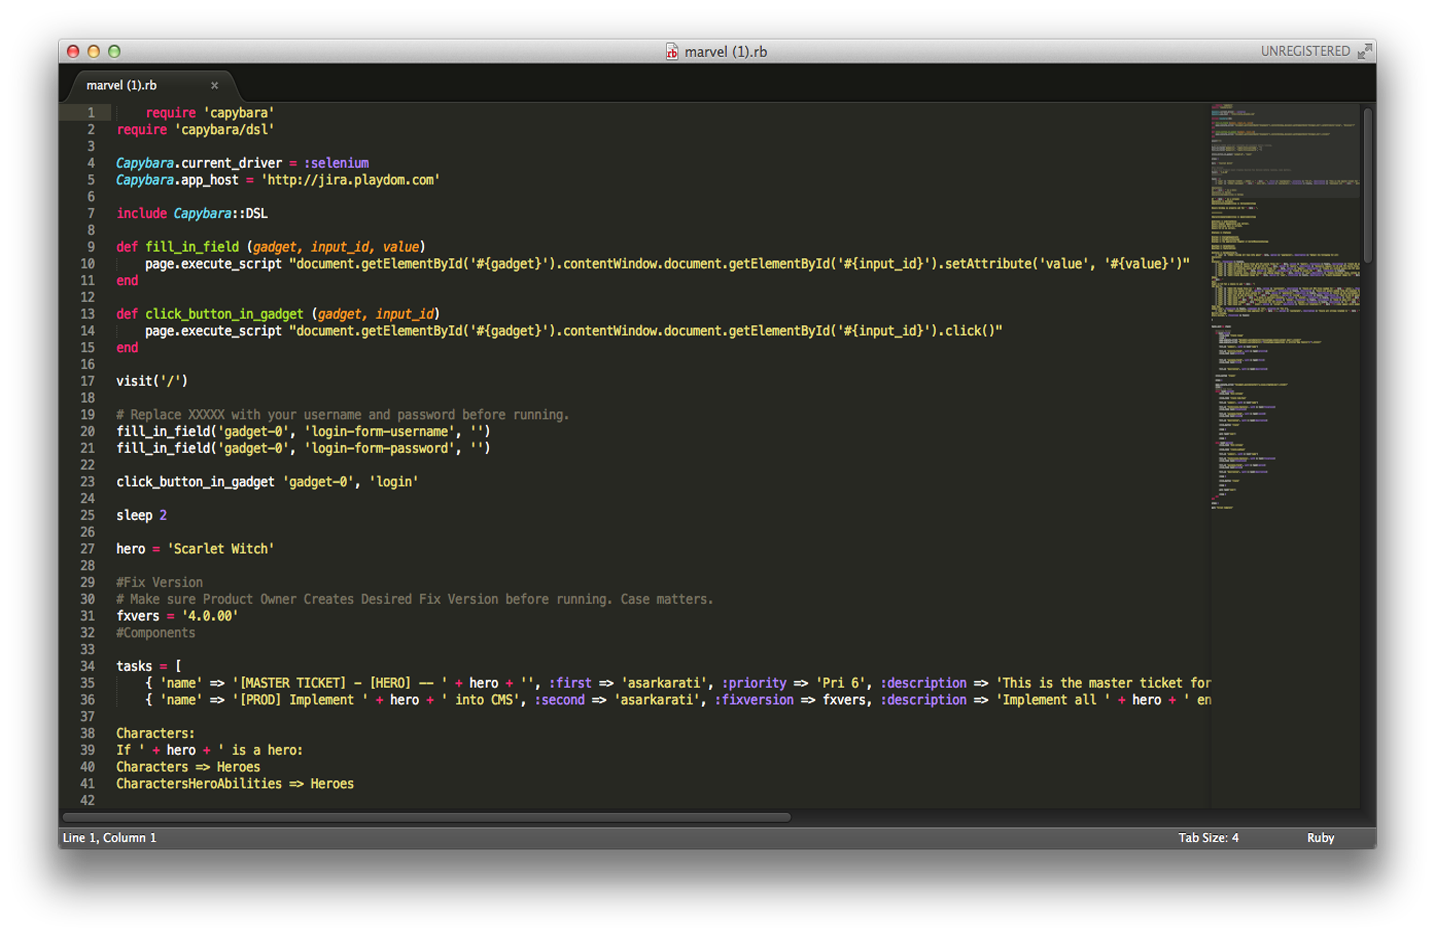 marvel (1).rb
UNREGISTERED
marvel (1).rb ×
1 require 'capybara'
2 require 'capybara/dsl'
3
4 Capybara.current_driver = :selenium
5 Capybara.app_host = 'http://jira.playdom.com'
6
7 include Capybara::DSL
8
9 def fill_in_field (gadget, input_id, value)
10 page.execute_script "document.getElementById('#{gadget}').contentWindow.document.getElementById('#{input_id}').setAttribute('value', '#{value}')"
11 end
12
13 def click_button_in_gadget (gadget, input_id)
14 page.execute_script "document.getElementById('#{gadget}').contentWindow.document.getElementById('#{input_id}').click()"
15 end
16
17 visit('/')
18
19 # Replace XXXXX with your username and password before running.
20 fill_in_field('gadget-0', 'login-form-username', '')
21 fill_in_field('gadget-0', 'login-form-password', '')
22
23 click_button_in_gadget 'gadget-0', 'login'
24
25 sleep 2
26
27 hero = 'Scarlet Witch'
28
29 #Fix Version
30 # Make sure Product Owner Creates Desired Fix Version before running. Case matters.
31 fxvers = '4.0.00'
32 #Components
33
34 tasks = [
35 { 'name' => '[MASTER TICKET] - [HERO] -- ' + hero + '', :first => 'asarkarati', :priority => 'Pri 6', :description => 'This is the master ticket for
36 { 'name' => '[PROD] Implement ' + hero + ' into CMS', :second => 'asarkarati', :fixversion => fxvers, :description => 'Implement all ' + hero + ' en
37
38 Characters:
39 If ' + hero + ' is a hero:
40 Characters => Heroes
41 CharactersHeroAbilities => Heroes
42
Line 1, Column 1
Tab Size: 4
Ruby